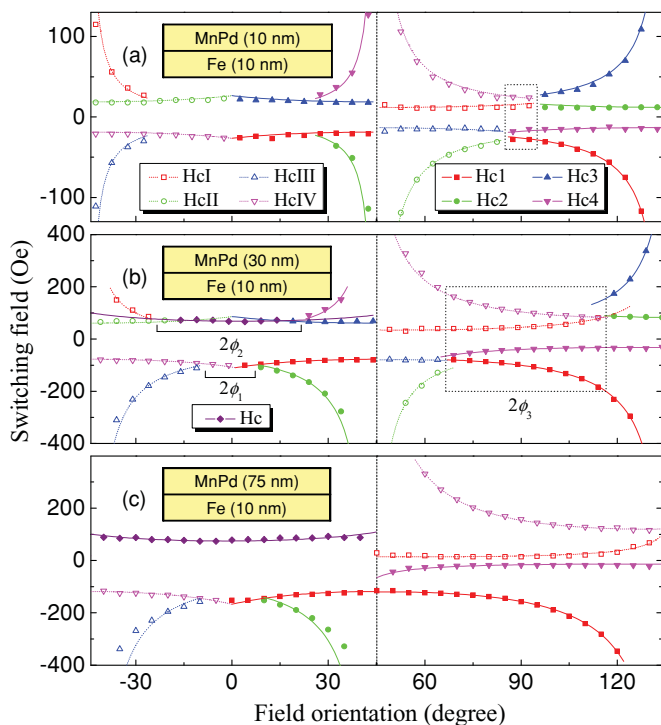 100
0
-100
(a)
MnPd (10 nm)
Fe (10 nm)
HcI HcIII
HcII HcIV
Hc1 Hc3
Hc2 Hc4
400
200
0
-200
-400
(b)
MnPd (30 nm)
Fe (10 nm)
2ϕ₂
2ϕ₁
Hc
2ϕ₃
200
0
-200
-400
(c)
MnPd (75 nm)
Fe (10 nm)
Switching field (Oe)
-30 0 30 60 90 120
Field orientation (degree)